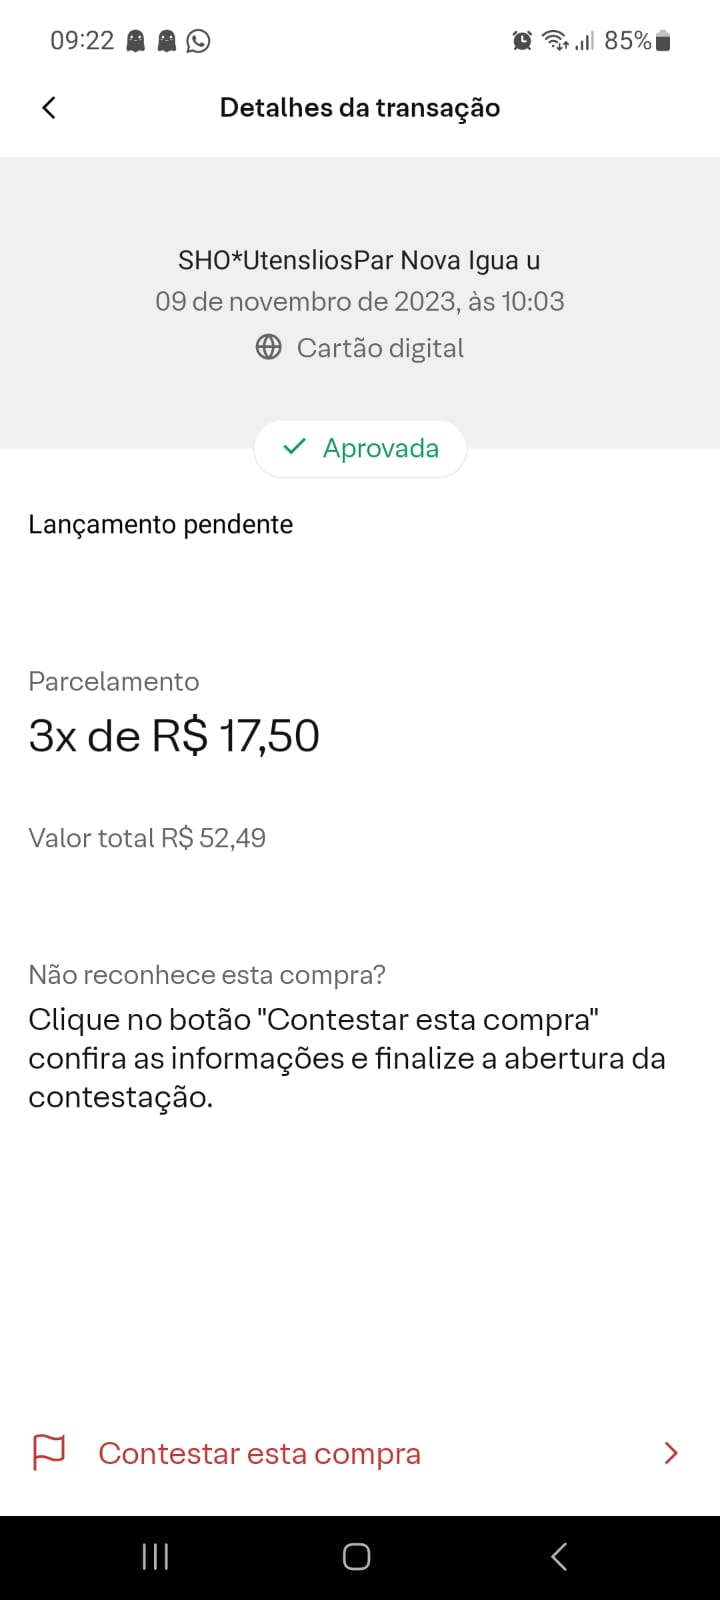 09:22
85%
Detalhes da transação
SHO*UtensliosPar Nova Igua u
09 de novembro de 2023, às 10:03
Cartão digital
Aprovada
Lançamento pendente
Parcelamento
3x de R$ 17,50
Valor total R$ 52,49
Não reconhece esta compra?
Clique no botão "Contestar esta compra"
confira as informações e finalize a abertura da
contestação.
Contestar esta compra